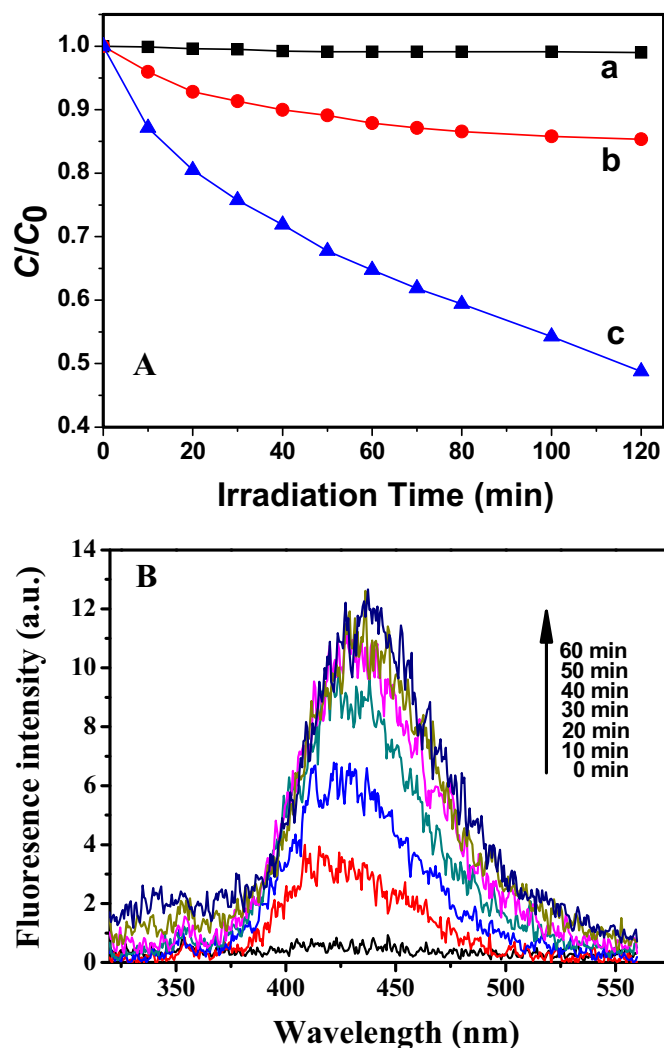 1.0
0.9
0.8
0.7
0.6
0.5
0.4
C/C0
a
b
c
A
0 20 40 60 80 100 120
Irradiation Time (min)
14
12
10
8
6
4
2
0
Fluoresence intensity (a.u.)
B
60 min
50 min
40 min
30 min
20 min
10 min
0 min
350 400 450 500 550
Wavelength (nm)